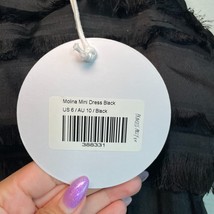 Molina Mini Dress Black
US 6 / AU 10 / Black
388331